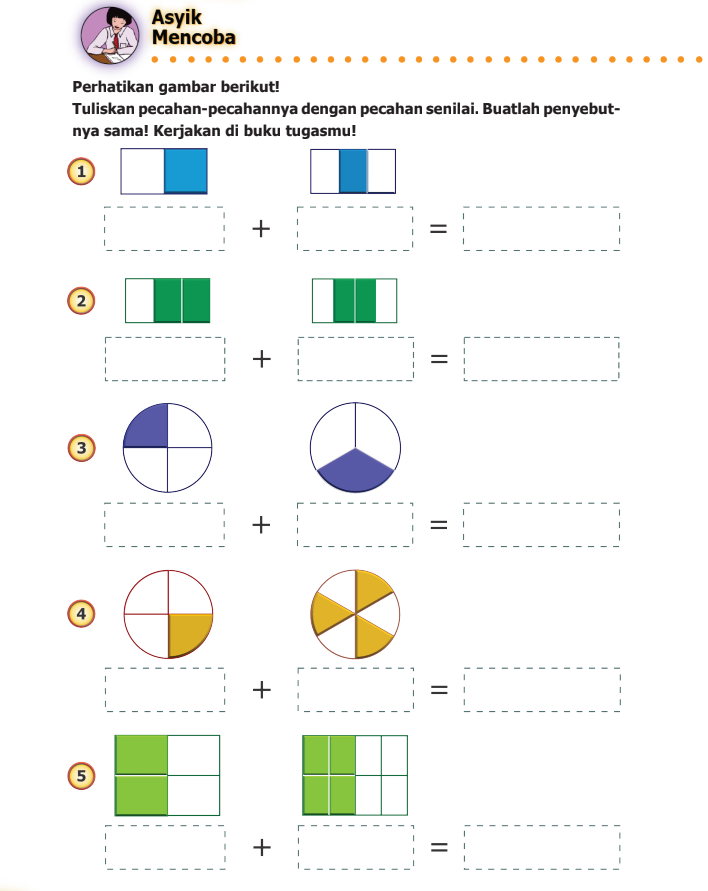 Asyik
Mencoba
Perhatikan gambar berikut!
Tuliskan pecahan-pecahannya dengan pecahan senilai. Buatlah penyebut-
nya sama! Kerjakan di buku tugasmu!
1
+ =
2
+ =
3
+ =
4
+ =
5
+ =